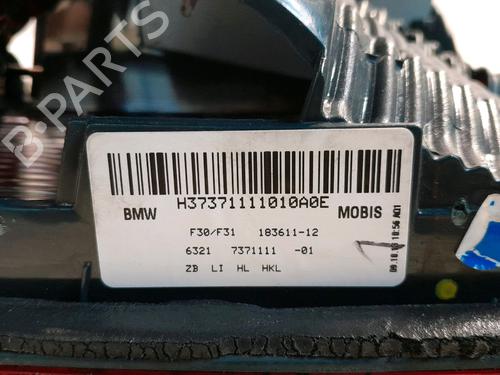 B-PARTS
H37371111010A0E
BMW
MOBIS
F30/F31 183611-12
6321 7371111 -01
ZB LI HL HKL